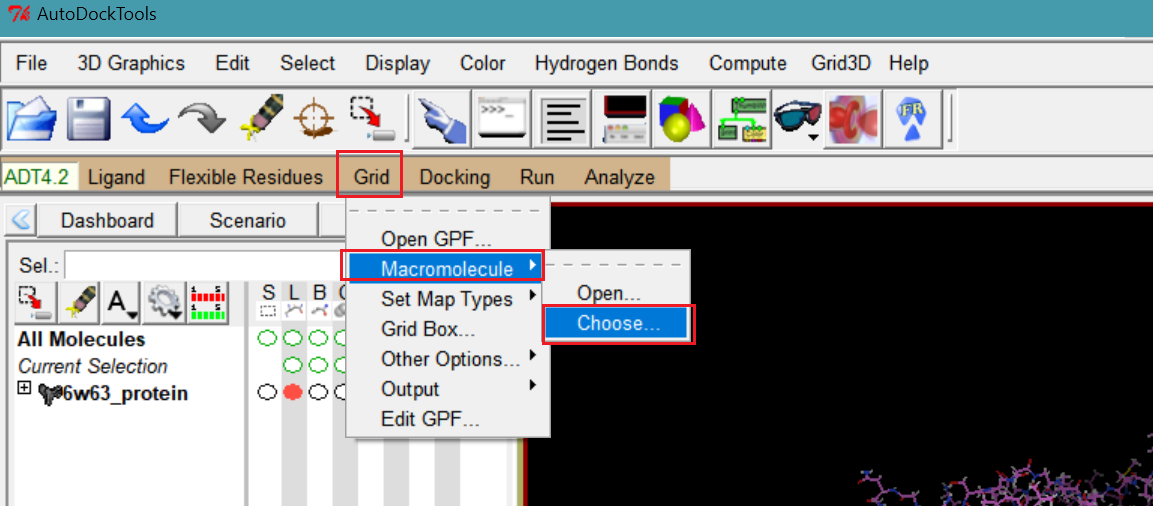 AutoDockTools
File 3D Graphics Edit Select Display Color Hydrogen Bonds Compute Grid3D Help
>>>_
FR
ADT4.2 Ligand Flexible Residues Grid Docking Run Analyze
Dashboard Scenario
Open GPF...
Sel.: Macromolecule
Open...
A Set Map Types
S L B
Choose...
Grid Box...
All Molecules
Other Options...
Current Selection
Output
6w63_protein
Edit GPF...